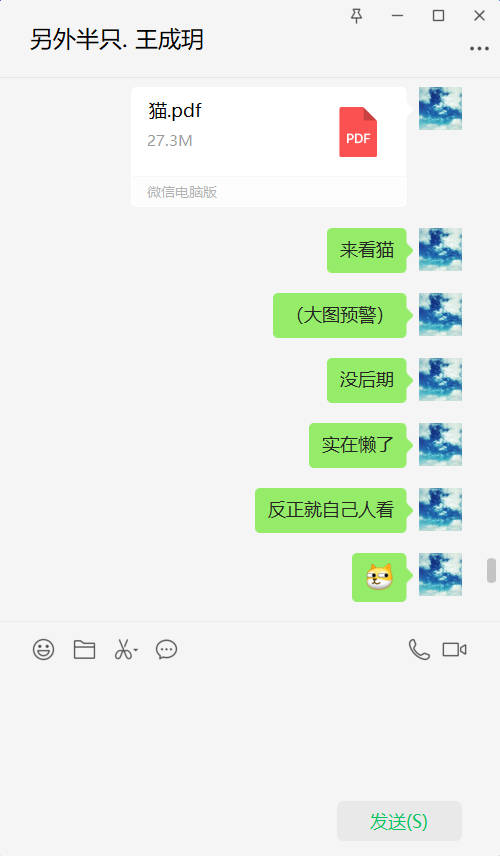 另外半只. 王成玥
猫.pdf
27.3M
PDF
微信电脑版
来看猫
（大图预警）
没后期
实在懒了
反正就自己人看
发送(S)